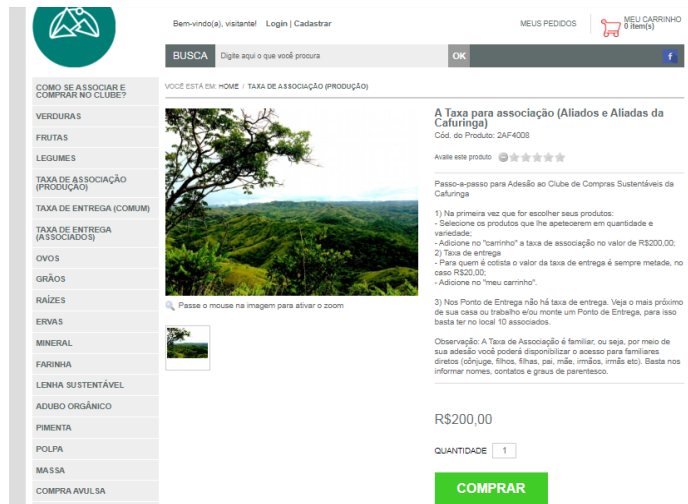 Bem-vindo(a), visitante! Login | Cadastrar
MEUS PEDIDOS
MEU CARRINHO
0 item(s)
BUSCA
Digite aqui o que você procura
OK
f
COMO SE ASSOCIAR E
COMPRAR NO CLUBE?
VERDURAS
FRUTAS
LEGUMES
TAXA DE ASSOCIAÇÃO
(PRODUÇÃO)
TAXA DE ENTREGA (COMUM)
TAXA DE ENTREGA
(ASSOCIADOS)
OVOS
GRÃOS
RAÍZES
ERVAS
MINERAL
FARINHA
LENHA SUSTENTÁVEL
ADUBO ORGÂNICO
PIMENTA
POLPA
MASSA
COMPRA AVULSA
VOCÊ ESTÁ EM: HOME / TAXA DE ASSOCIAÇÃO (PRODUÇÃO)
Passe o mouse na imagem para ativar o zoom
A Taxa para associação (Aliados e Aliadas da
Cafuringa)
Cód. do Produto: 2AF4008
Avalie este produto
Passo-a-passo para Adesão ao Clube de Compras Sustentáveis da
Cafuringa
1) Na primeira vez que for escolher seus produtos:
- Selecione os produtos que lhe apetecerem em quantidade e
variedade;
- Adicione no "carrinho" a taxa de associação no valor de R$200,00;
2) Taxa de entrega
- Para quem é cotista o valor da taxa de entrega é sempre metade, no
caso R$20,00;
- Adicione no "meu carrinho".
3) Nos Ponto de Entrega não há taxa de entrega. Veja o mais próximo
de sua casa ou trabalho e/ou monte um Ponto de Entrega, para isso
basta ter no local 10 associados.
Observação: A Taxa de Associação é familiar, ou seja, por meio de
sua adesão você poderá disponibilizar o acesso para familiares
diretos (cônjuge, filhos, filhas, pai, mãe, irmãos, irmãs etc). Basta nos
informar nomes, contatos e graus de parentesco.
R$200,00
QUANTIDADE 1
COMPRAR